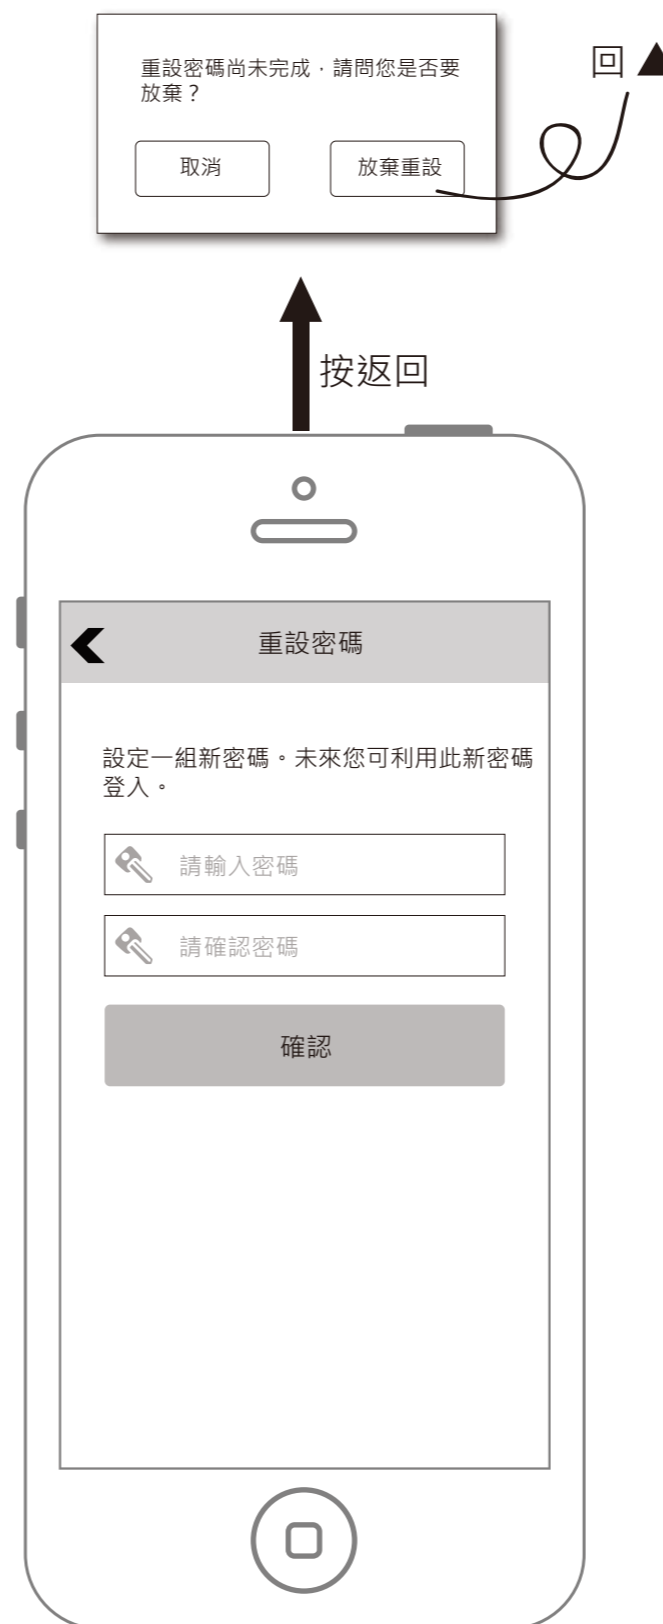 重設密碼尚未完成，請問您是否要
放棄？
取消
放棄重設
回▲
按返回
重設密碼
設定一組新密碼。未來您可利用此新密碼
登入。
請輸入密碼
請確認密碼
確認